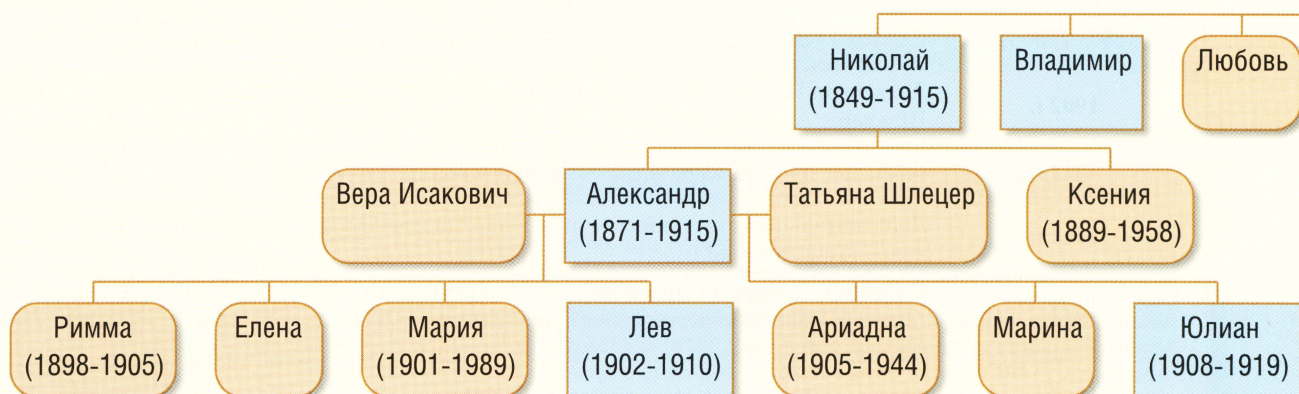 Николай
(1849-1915)
Владимир
Любовь
Вера Исакович
Александр
(1871-1915)
Татьяна Шлецер
Ксения
(1889-1958)
Римма
(1898-1905)
Елена
Мария
(1901-1989)
Лев
(1902-1910)
Ариадна
(1905-1944)
Марина
Юлиан
(1908-1919)